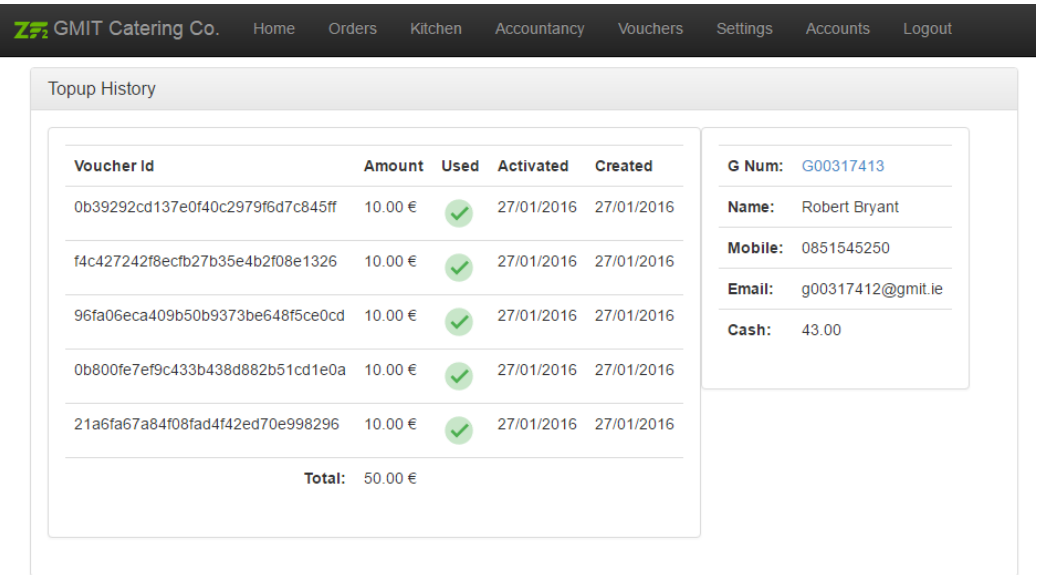 ZF2 GMIT Catering Co. Home Orders Kitchen Accountancy Vouchers Settings Accounts Logout
Topup History
Voucher Id Amount Used Activated Created
0b39292cd137e0f40c2979f6d7c845ff 10.00 € 27/01/2016 27/01/2016
f4c427242f8ecfb27b35e4b2f08e1326 10.00 € 27/01/2016 27/01/2016
96fa06eca409b50b9373be648f5ce0cd 10.00 € 27/01/2016 27/01/2016
0b800fe7ef9c433b438d882b51cd1e0a 10.00 € 27/01/2016 27/01/2016
21a6fa67a84f08fad4f42ed70e998296 10.00 € 27/01/2016 27/01/2016
Total: 50.00 €
G Num: G00317413
Name: Robert Bryant
Mobile: 0851545250
Email: g00317412@gmit.ie
Cash: 43.00